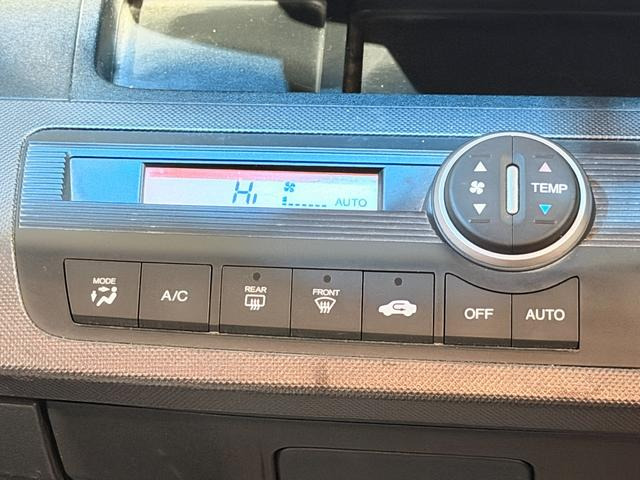 Hi AUTO
TEMP
MODE
A/C
REAR
FRONT
OFF
AUTO